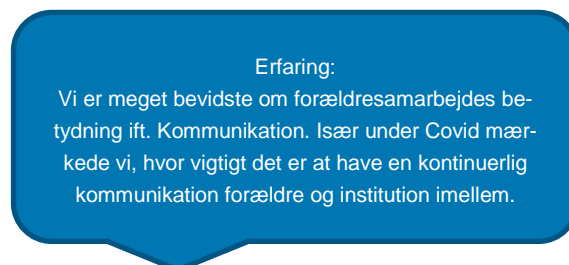 Erfaring:
Vi er meget bevidste om forældresamarbejdes be-
tydning ift. Kommunikation. Især under Covid mær-
kede vi, hvor vigtigt det er at have en kontinuerlig
kommunikation forældre og institution imellem.